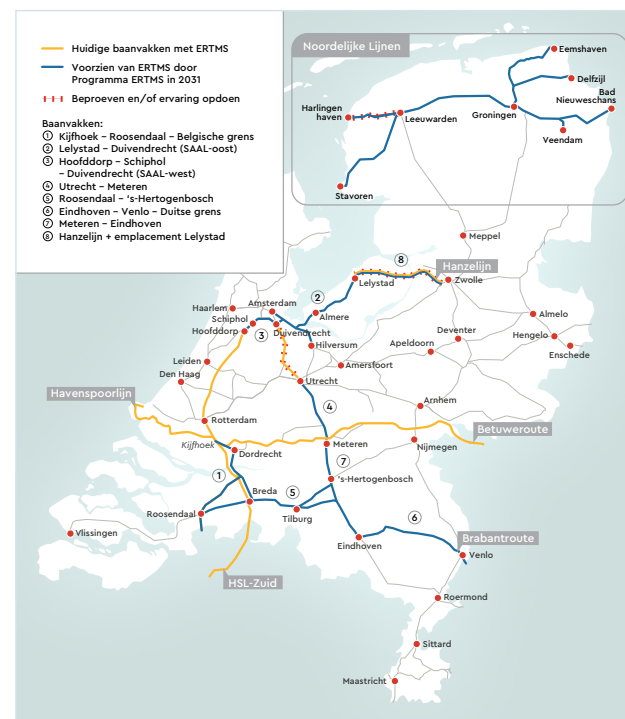 Huidige baanvakken met ERTMS
Voorzien van ERTMS door
Programma ERTMS in 2031
Beproeven en/of ervaring opdoen
Baanvakken:
1 Kijfhoek – Roosendaal – Belgische grens
2 Lelystad – Duivendrecht (SAAL-oost)
3 Hoofddorp – Schiphol
– Duivendrecht (SAAL-west)
4 Utrecht – Meteren
5 Roosendaal – 's-Hertogenbosch
6 Eindhoven – Venlo – Duitse grens
7 Meteren – Eindhoven
8 Hanzelijn + emplacement Lelystad
Noordelijke Lijnen
Eemshaven
Delfzijl
Bad
Nieuweschans
Harlingen
haven
Leeuwarden
Groningen
Veendam
Stavoren
Meppel
8
Hanzelijn
Lelystad
Zwolle
2
Haarlem
Amsterdam
Almere
Almelo
Schiphol
Hoofddorp
3
Duivendrecht
Hilversum
Deventer
Hengelo
Apeldoorn
Enschede
Leiden
Amersfoort
Den Haag
Utrecht
Havenspoorlijn
4
Arnhem
Rotterdam
Betuweroute
Kijfhoek
Dordrecht
Meteren
Nijmegen
1
7
's-Hertogenbosch
5
Breda
Roosendaal
Tilburg
6
Vlissingen
Eindhoven
Brabantroute
Venlo
HSL-Zuid
Roermond
Sittard
Maastricht